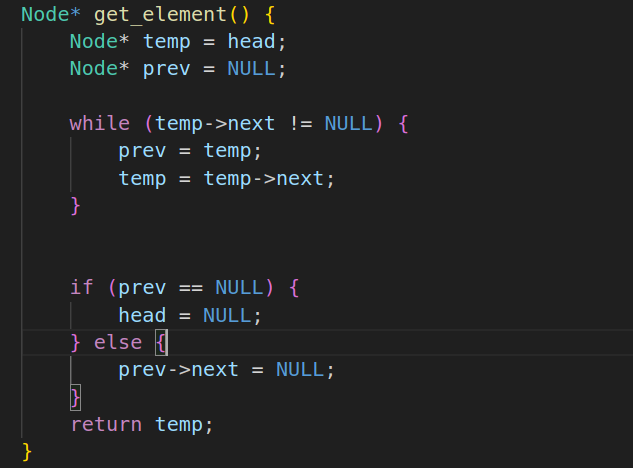 Node* get_element() {
    Node* temp = head;
    Node* prev = NULL;

    while (temp->next != NULL) {
        prev = temp;
        temp = temp->next;
    }


    if (prev == NULL) {
        head = NULL;
    } else {
        prev->next = NULL;
    }
    return temp;
}